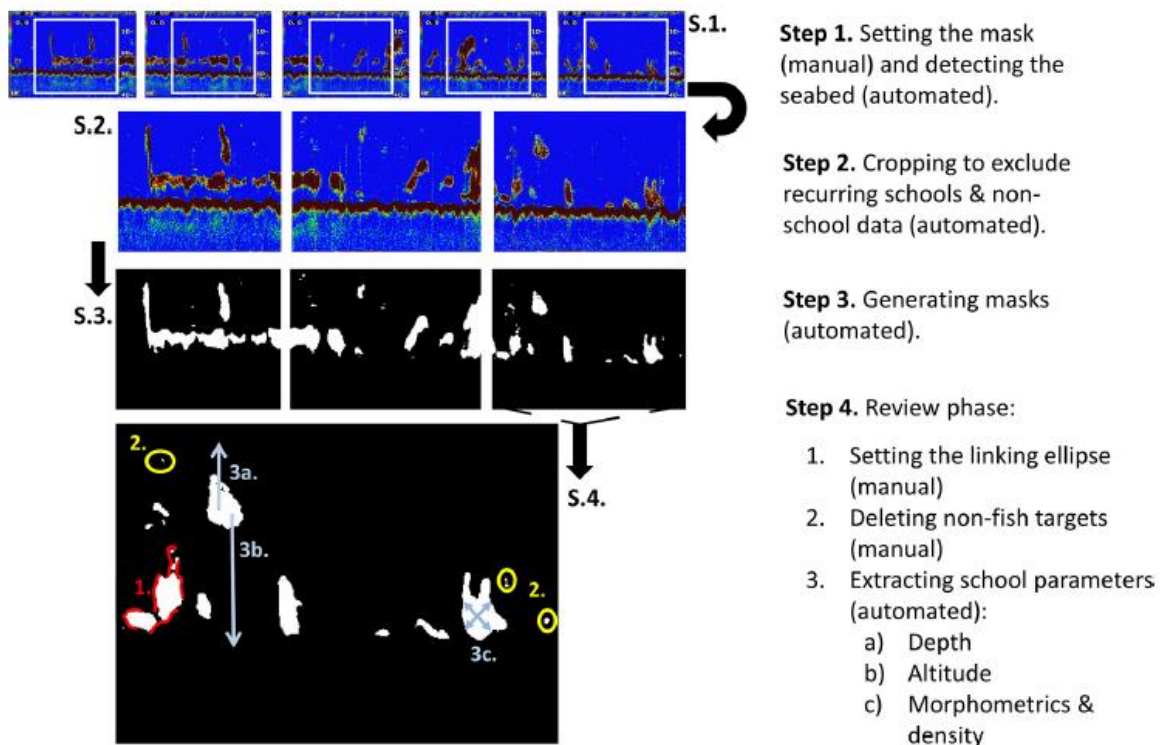 S.1.
Step 1. Setting the mask
(manual) and detecting the
seabed (automated).
S.2.
Step 2. Cropping to exclude
recurring schools & non-
school data (automated).
S.3.
Step 3. Generating masks
(automated).
Step 4. Review phase:
S.4.
1. Setting the linking ellipse
(manual)
2. Deleting non-fish targets
(manual)
3. Extracting school parameters
(automated):
a) Depth
b) Altitude
c) Morphometrics &
density
2.
3a.
3b.
1.
2.
3c.